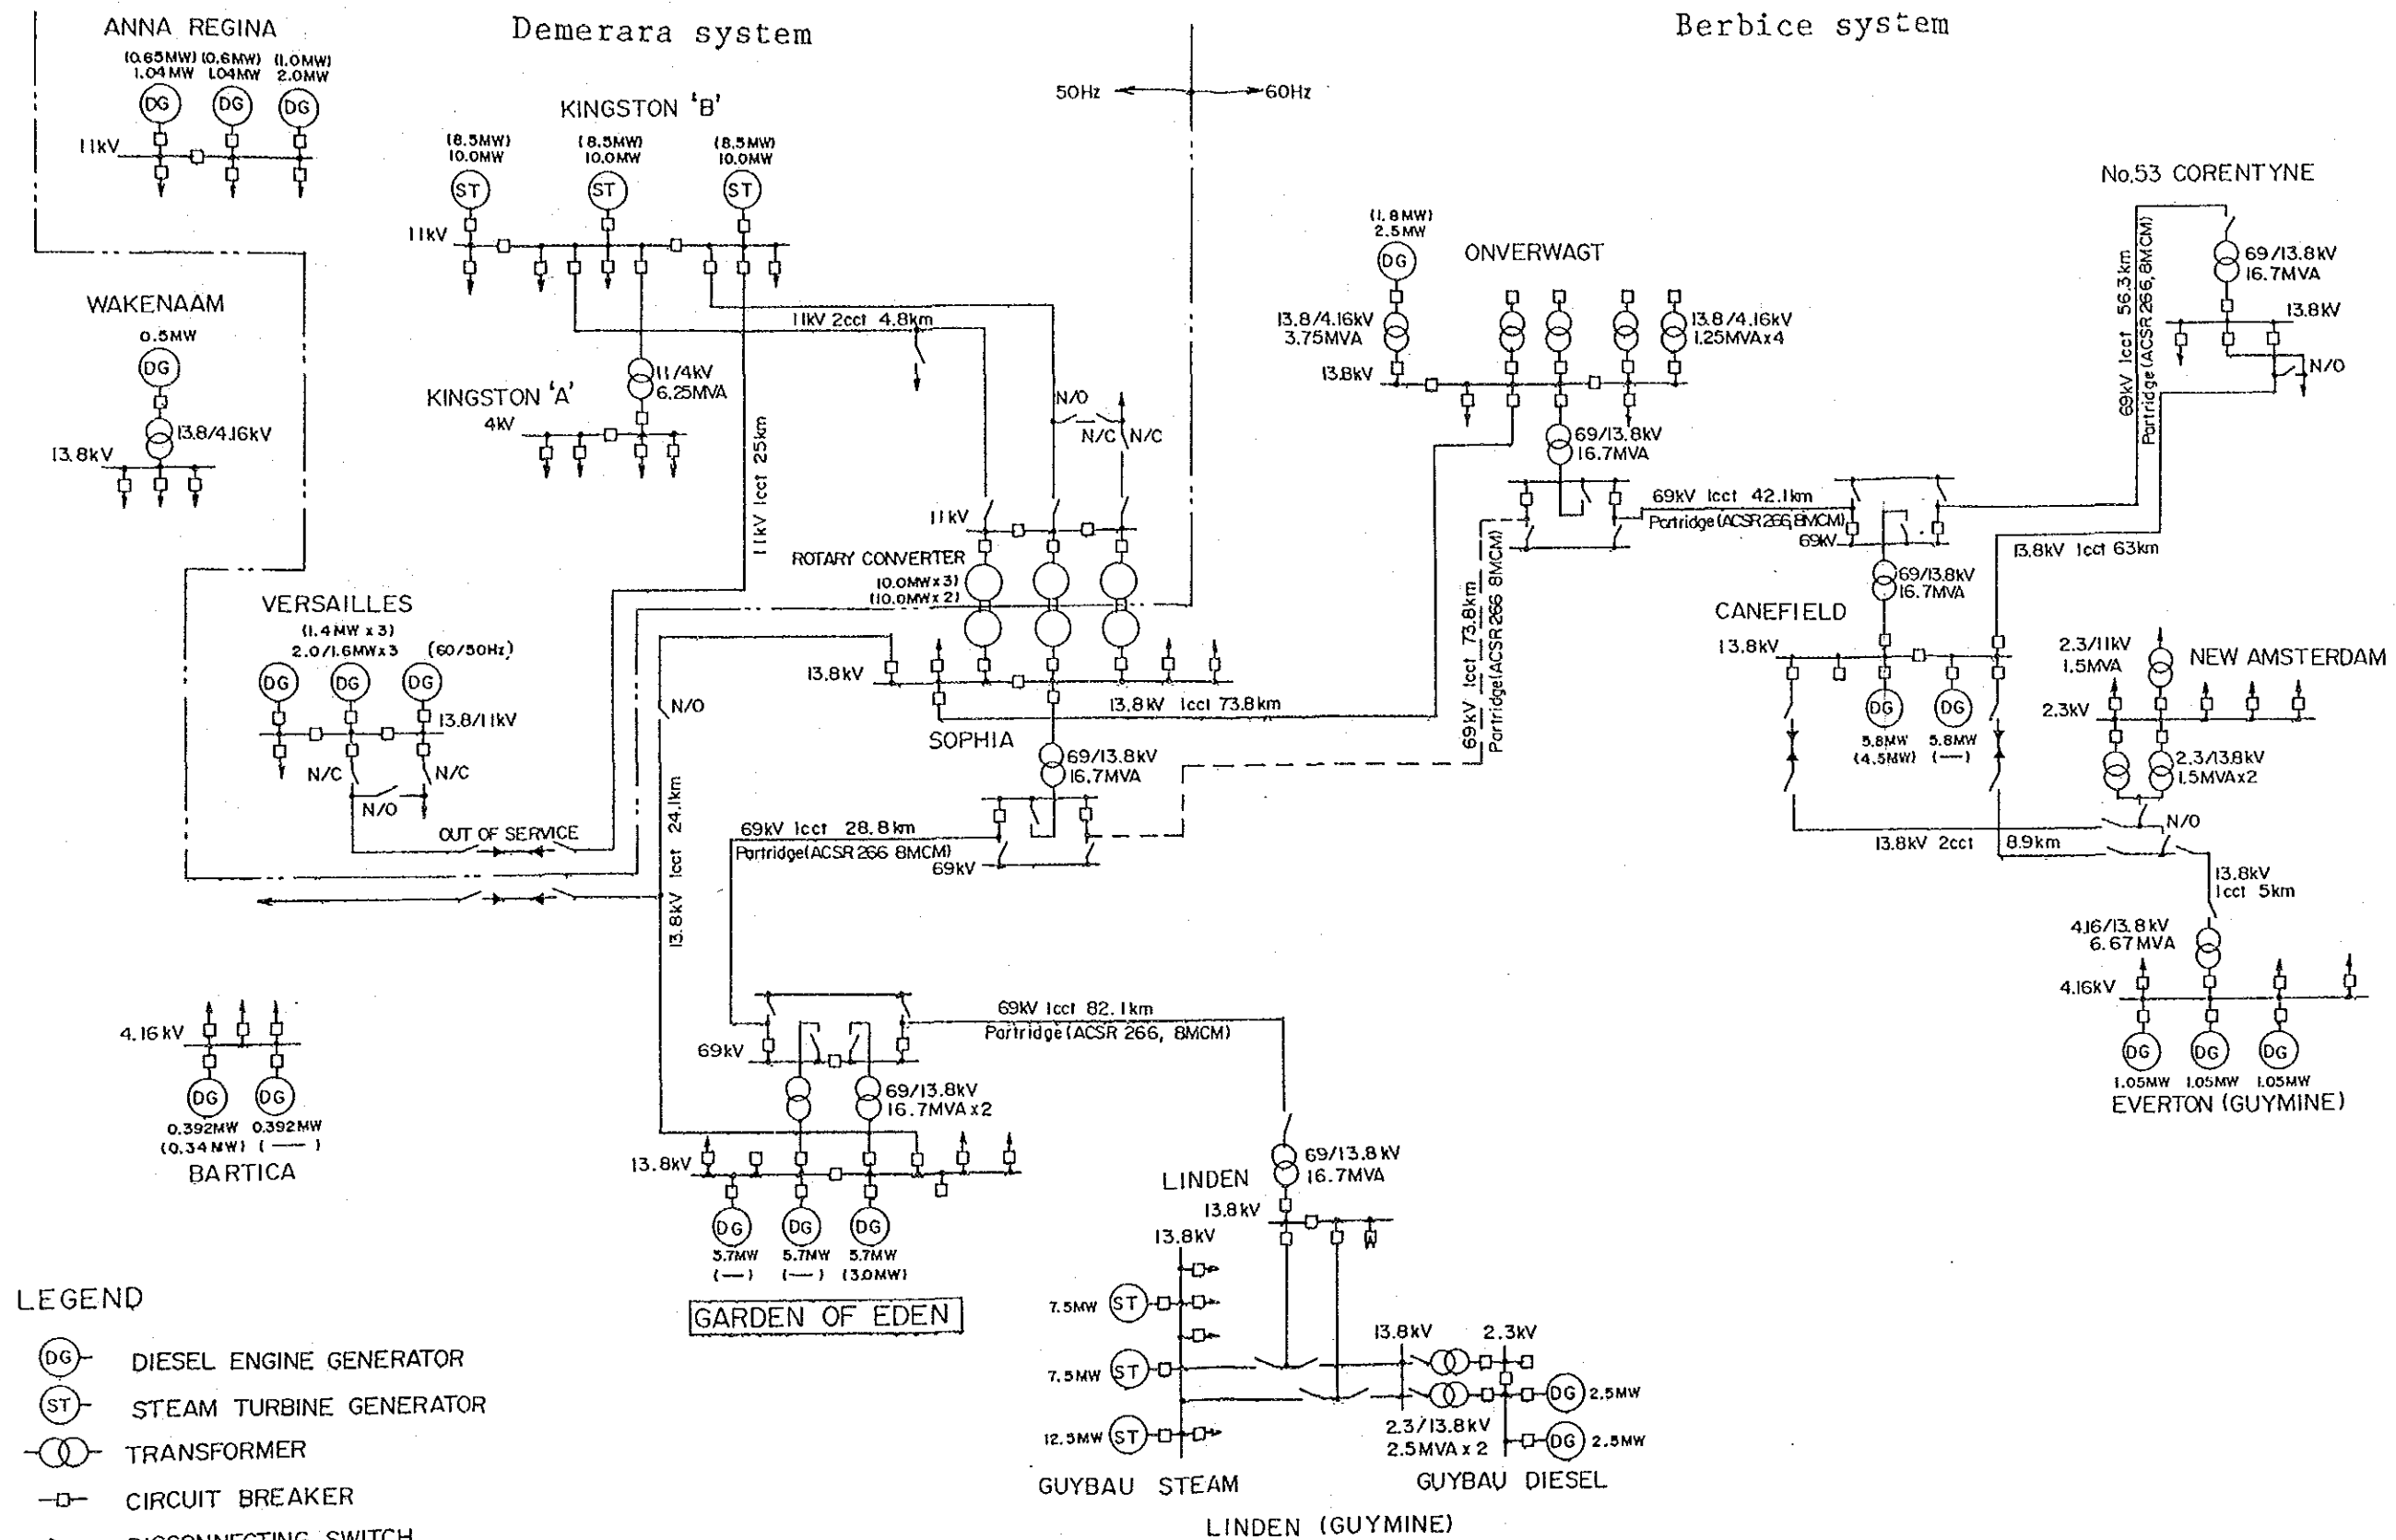 Demerara system
Berbice system
ANNA REGINA
(0.65MW) (0.6MW) (1.0MW)
1.04MW 1.04MW 2.0MW
DG DG DG
11kV
50Hz
60Hz
KINGSTON 'B'
(8.5MW) (8.5MW) (8.5MW)
10.0MW 10.0MW 10.0MW
ST ST ST
11kV
11kV 2cct 4.8km
11/4kV
6.25MVA
KINGSTON 'A'
4kV
11kV 1cct 25km
WAKENAAM
0.5MW
DG
13.8/4.16kV
13.8kV
N/O
N/C N/C
11kV
ROTARY CONVERTER
10.0MW x 3)
(10.0MW x 2)
VERSAILLES
(1.4MW x 3)
2.0/1.6MW x 3 (60/50Hz)
DG DG DG
13.8/11kV
N/C N/C
N/O
OUT OF SERVICE
13.8kV
N/O
13.8kV 1cct 24.1km
13.8kV 1cct 73.8km
SOPHIA
69/13.8kV
16.7MVA
69kV 1cct 28.8km
Partridge(ACSR 266 8MCM)
69kV
69kV 1cct 73.8km
Partridge(ACSR266 8MCM)
(1.8MW)
2.5MW
DG
ONVERWAGT
13.8/4.16kV
3.75MVA
13.8/4.16kV
1.25MVAx4
13.8kV
69/13.8kV
16.7MVA
69kV 1cct 42.1km
Partridge(ACSR266,8MCM)
69kV
No.53 CORENTYNE
69kV 1cct 56.3km
Partridge(ACSR 266,8MCM)
69/13.8kV
16.7MVA
13.8kV
N/O
13.8kV 1cct 63km
69/13.8kV
16.7MVA
CANEFIELD
13.8kV
DG DG
5.8MW 5.8MW
(4.5MW) (—)
2.3/11kV
1.5MVA
NEW AMSTERDAM
2.3kV
2.3/13.8kV
1.5MVAx2
N/O
13.8kV 2cct 8.9km
13.8kV
1cct 5km
4.16/13.8kV
6.67MVA
4.16kV
DG DG DG
1.05MW 1.05MW 1.05MW
EVERTON (GUYMINE)
4.16kV
DG DG
0.392MW 0.392MW
(0.34MW) (—)
BARTICA
69kV 1cct 82.1km
Partridge(ACSR 266, 8MCM)
69kV
69/13.8kV
16.7MVAx2
13.8kV
DG DG DG
5.7MW 5.7MW 5.7MW
(—) (—) (3.0MW)
GARDEN OF EDEN
69/13.8kV
16.7MVA
LINDEN
13.8kV
13.8kV
7.5MW ST
7.5MW ST
12.5MW ST
13.8kV 2.3kV
DG 2.5MW
2.3/13.8kV
2.5MVA x 2
DG 2.5MW
GUYBAU STEAM
GUYBAU DIESEL
LINDEN (GUYMINE)
LEGEND
DG DIESEL ENGINE GENERATOR
ST STEAM TURBINE GENERATOR
TRANSFORMER
CIRCUIT BREAKER
DISCONNECTING SWITCH